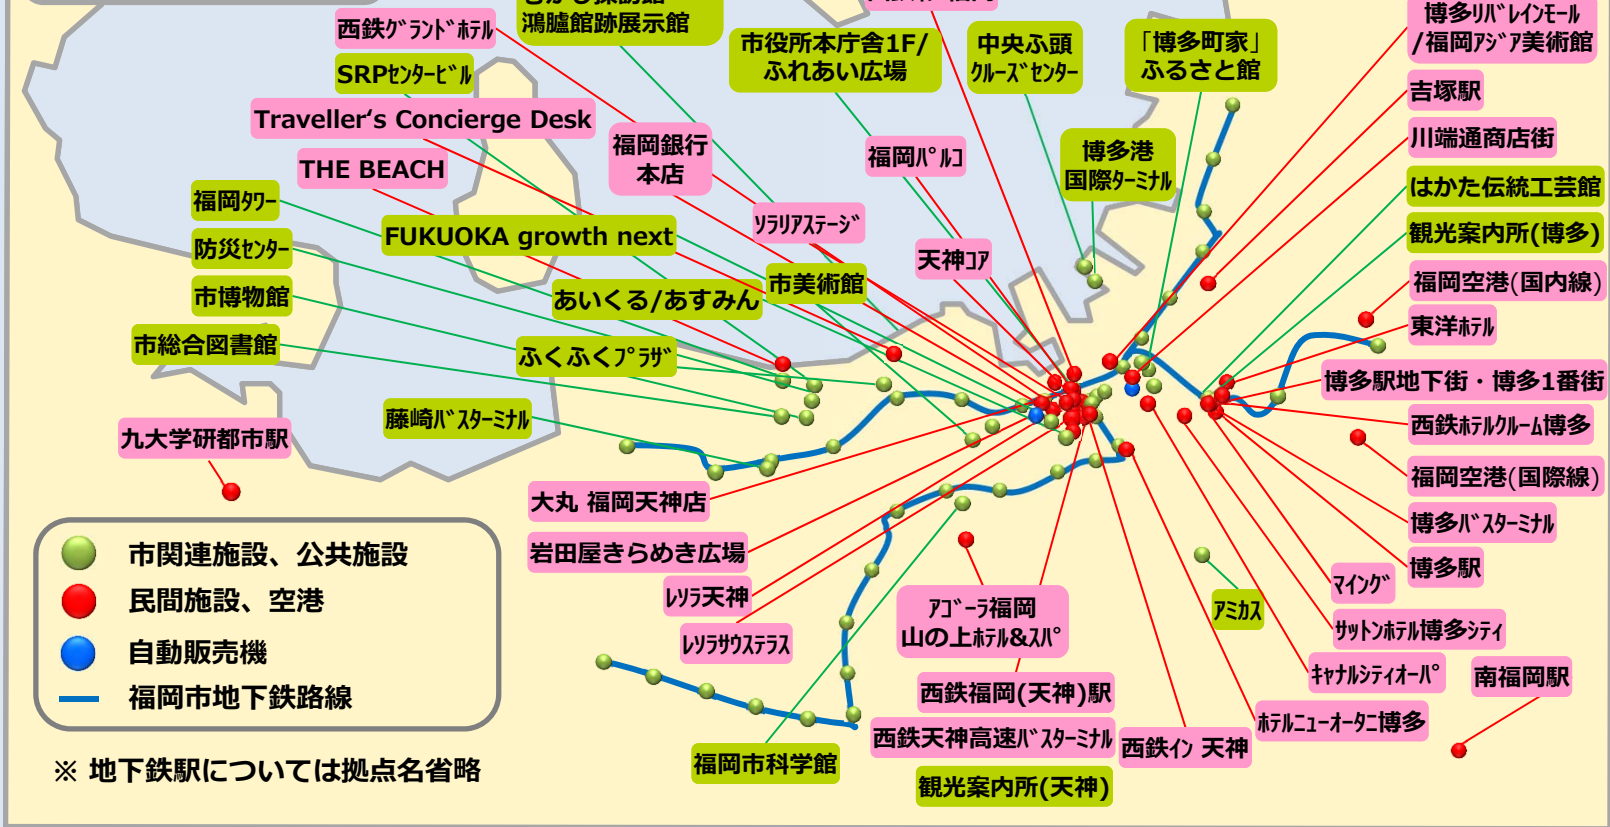 鴻臚館跡展示館
西鉄ｸﾞﾗﾝﾄﾞﾎﾃﾙ
SRPｾﾝﾀｰﾋﾞﾙ
Traveller‘s Concierge Desk
THE BEACH
福岡ﾀﾜｰ
防災ｾﾝﾀｰ
市博物館
市総合図書館
FUKUOKA growth next
あいくる/あすみん
ふくふくﾌﾟﾗｻﾞ
藤崎ﾊﾞｽﾀｰﾐﾅﾙ
九大学研都市駅
福岡銀行
本店
市役所本庁舎1F/
ふれあい広場
中央ふ頭
ｸﾙｰｽﾞｾﾝﾀｰ
「博多町家」
ふるさと館
福岡ﾊﾟﾙｺ
博多港
国際ﾀｰﾐﾅﾙ
ｿﾗﾘｱｽﾃｰｼﾞ
天神ｺｱ
市美術館
博多ﾘﾊﾞﾚｲﾝﾓｰﾙ
/福岡ｱｼﾞｱ美術館
吉塚駅
川端通商店街
はかた伝統工芸館
観光案内所(博多)
福岡空港(国内線)
東洋ﾎﾃﾙ
博多駅地下街・博多1番街
西鉄ﾎﾃﾙｸﾙｰﾑ博多
福岡空港(国際線)
博多ﾊﾞｽﾀｰﾐﾅﾙ
博多駅
ﾏｲﾝｸﾞ
ｻｯﾄﾝﾎﾃﾙ博多ｼﾃｨ
ｷｬﾅﾙｼﾃｨｵｰﾊﾟ
南福岡駅
ﾎﾃﾙﾆｭｰｵｰﾀﾆ博多
ｱﾐｶｽ
大丸 福岡天神店
岩田屋きらめき広場
ﾚｿﾗ天神
ﾚｿﾗｻｳｽﾃﾗｽ
ｱｺﾞｰﾗ福岡
山の上ﾎﾃﾙ&ｽﾊﾟ
西鉄福岡(天神)駅
西鉄天神高速ﾊﾞｽﾀｰﾐﾅﾙ
西鉄ｲﾝ 天神
福岡市科学館
観光案内所(天神)
市関連施設、公共施設
民間施設、空港
自動販売機
福岡市地下鉄路線
※ 地下鉄駅については拠点名省略